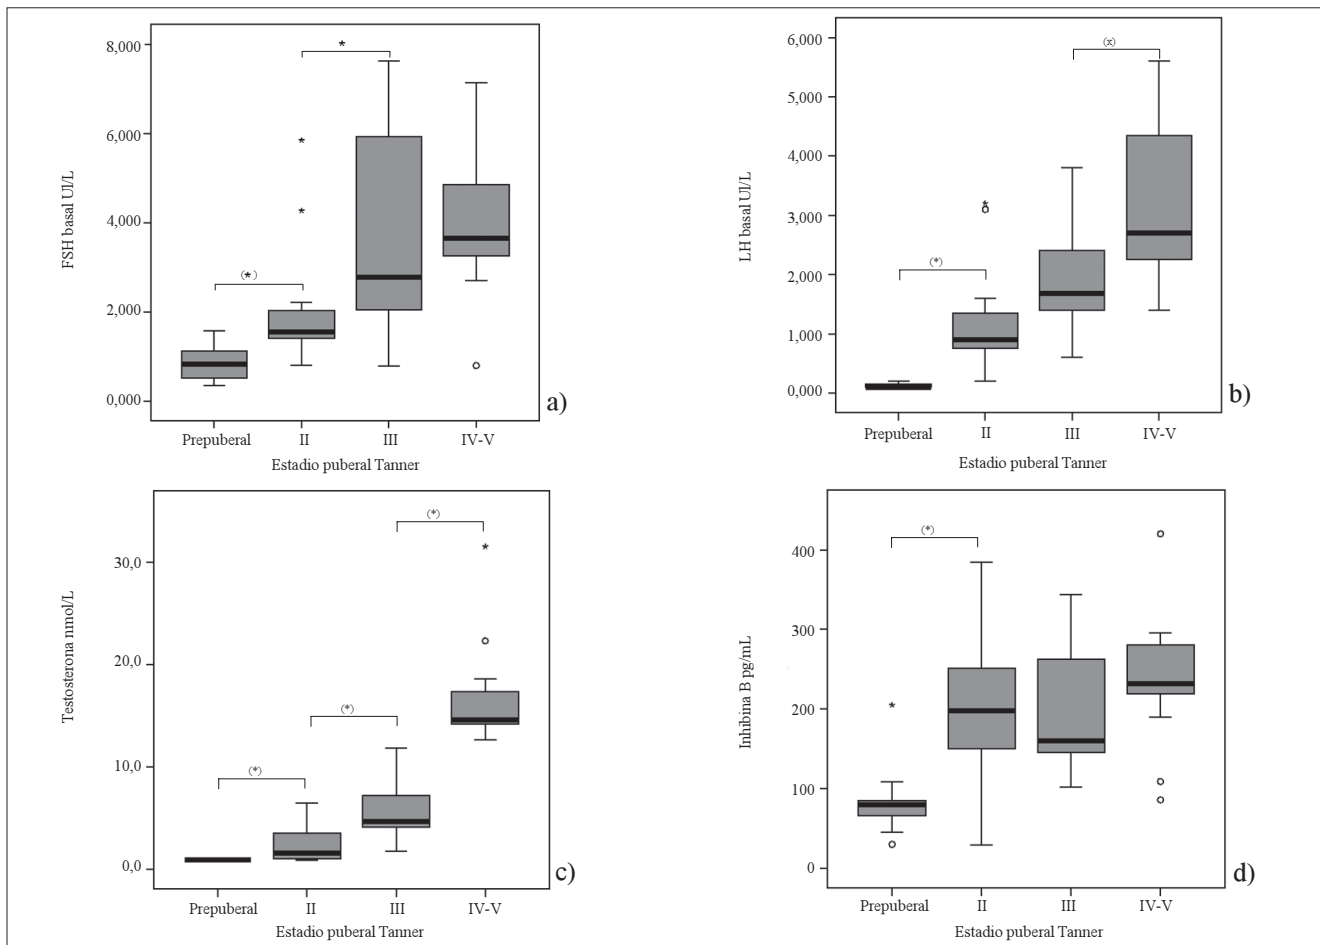 8,000
6,000
4,000
2,000
0,000
FSH basal UI/L
*
(*)
*
*
Prepuberal II III IV-V
Estadio puberal Tanner
a)
6,000
5,000
4,000
3,000
2,000
1,000
0,000
LH basal UI/L
(x)
(*)
*
Prepuberal II III IV-V
Estadio puberal Tanner
b)
30,0
20,0
10,0
0,0
Testosterona nmol/L
(*)
(*)
(*)
*
Prepuberal II III IV-V
Estadio puberal Tanner
c)
400
300
200
100
0
Inhibina B pg/mL
(*)
*
Prepuberal II III IV-V
Estadio puberal Tanner
d)